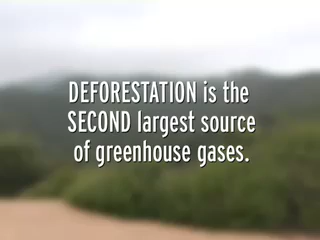 DEFORESTATION is the
SECOND largest source
of greenhouse gases.